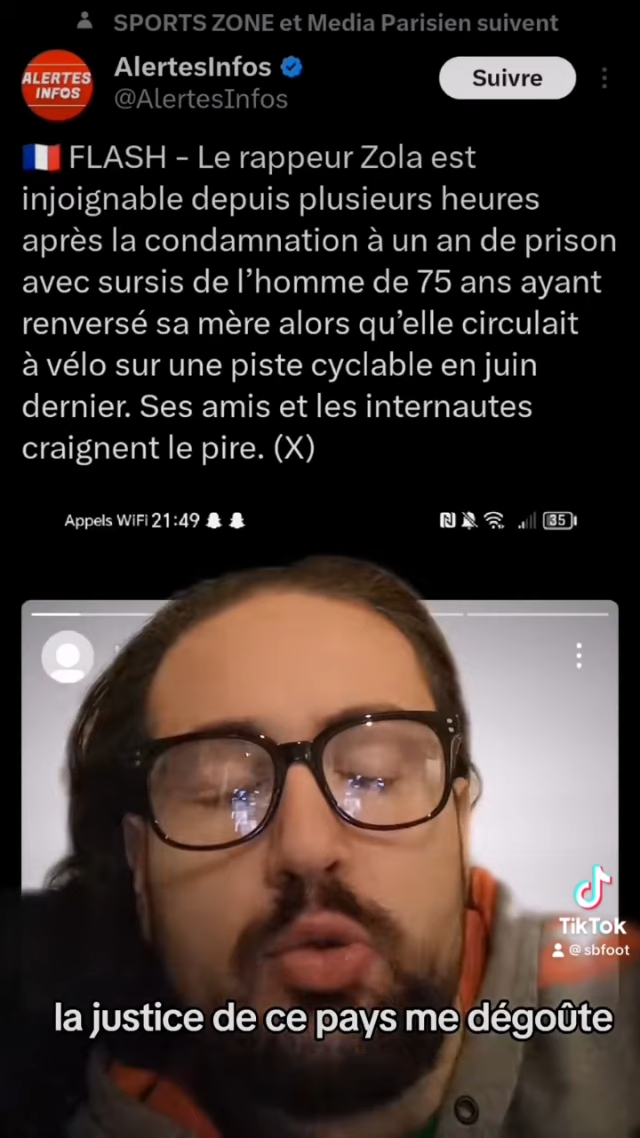 SPORTS ZONE et Media Parisien suivent
ALERTES
INFOS
AlertesInfos
@AlertesInfos
Suivre
🇫🇷 FLASH - Le rappeur Zola est
injoignable depuis plusieurs heures
après la condamnation à un an de prison
avec sursis de l’homme de 75 ans ayant
renversé sa mère alors qu’elle circulait
à vélo sur une piste cyclable en juin
dernier. Ses amis et les internautes
craignent le pire. (X)
Appels WiFi 21:49
35
TikTok
@sbfoot
la justice de ce pays me dégoûte